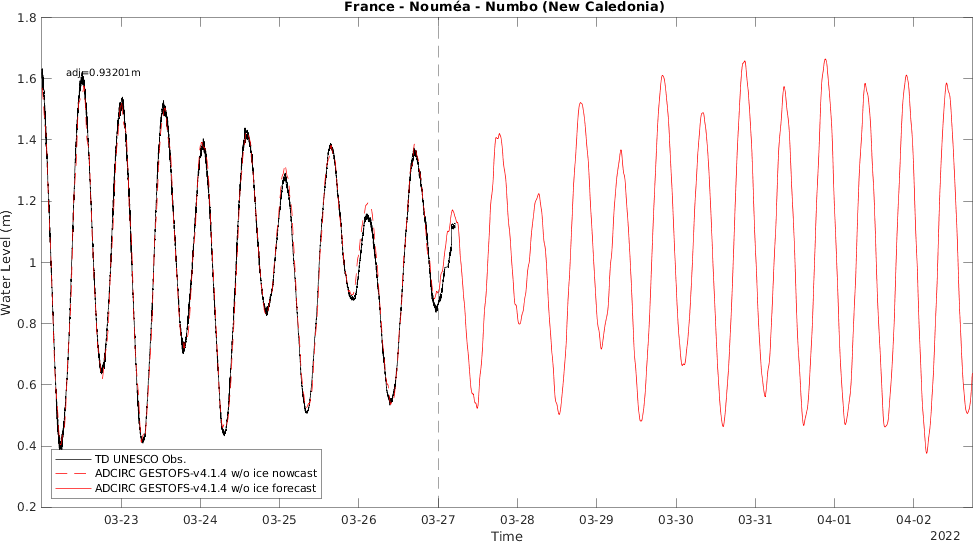 France - Nouméa - Numbo (New Caledonia)
1.8
1.6
1.4
1.2
1
0.8
0.6
0.4
0.2
Water Level (m)
adj=0.93201m
TD UNESCO Obs.
ADCIRC GESTOFS-v4.1.4 w/o ice nowcast
ADCIRC GESTOFS-v4.1.4 w/o ice forecast
03-23 03-24 03-25 03-26 03-27 03-28 03-29 03-30 03-31 04-01 04-02
Time
2022